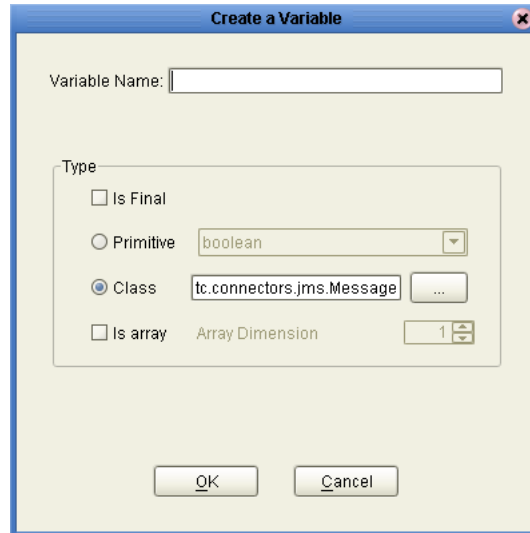 Create a Variable
Variable Name:
Type
Is Final
Primitive boolean
Class tc.connectors.jms.Message ...
Is array Array Dimension 1
OK Cancel